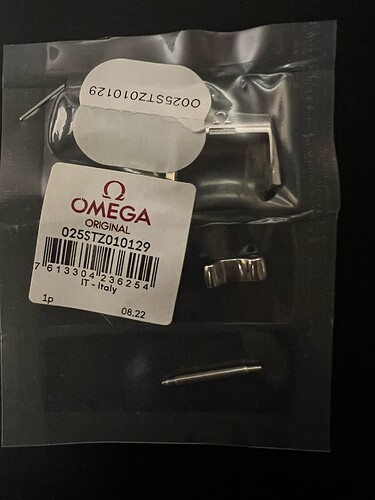 O025STZ010129
Ω
OMEGA
ORIGINAL
025STZ010129
7 613304 236254
IT - Italy
1p
08.22